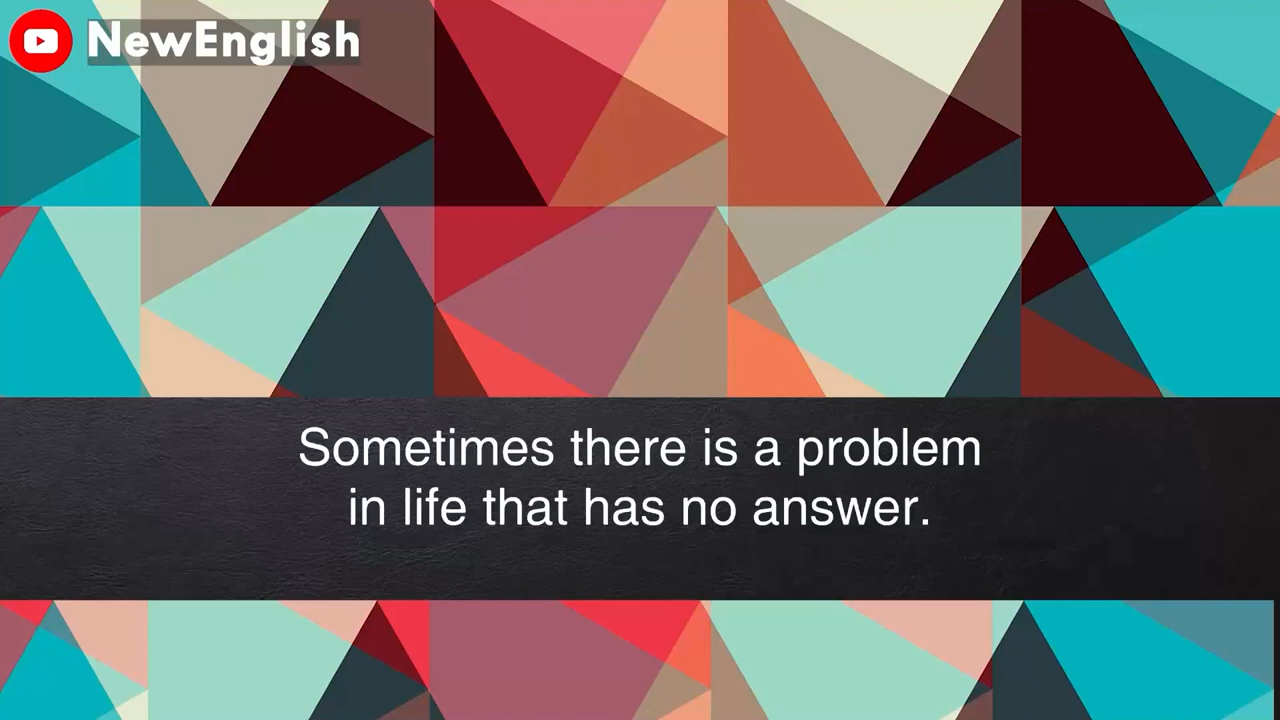 NewEnglish
Sometimes there is a problem
in life that has no answer.